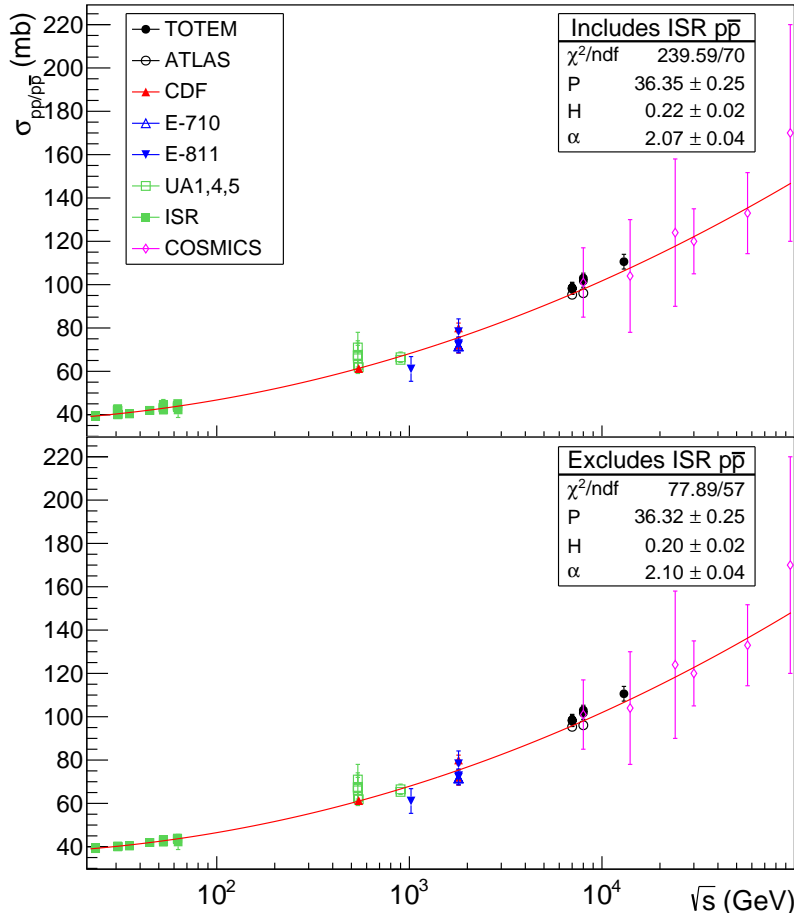 σpp/pp̅ (mb)
220
200
180
160
140
120
100
80
60
40
TOTEM
ATLAS
CDF
E-710
E-811
UA1,4,5
ISR
COSMICS
Includes ISR pp̅
χ²/ndf 239.59/70
P 36.35 ± 0.25
H 0.22 ± 0.02
α 2.07 ± 0.04
220
200
180
160
140
120
100
80
60
40
Excludes ISR pp̅
χ²/ndf 77.89/57
P 36.32 ± 0.25
H 0.20 ± 0.02
α 2.10 ± 0.04
10² 10³ 10⁴
√s (GeV)